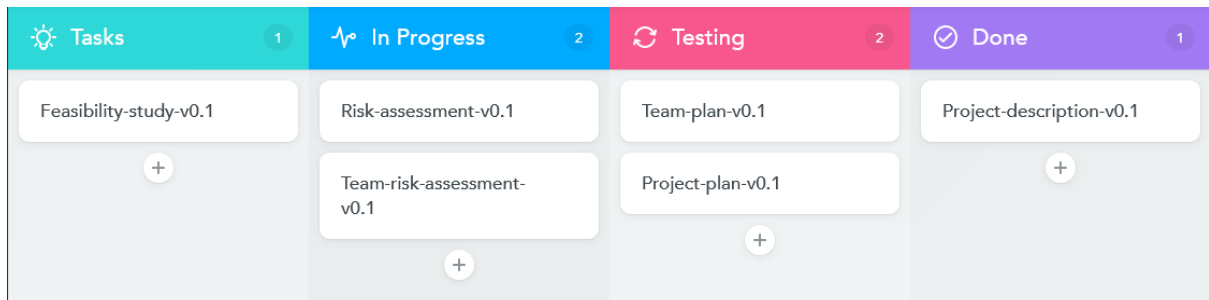 Tasks 1
Feasibility-study-v0.1
In Progress 2
Risk-assessment-v0.1
Team-risk-assessment-
v0.1
Testing 2
Team-plan-v0.1
Project-plan-v0.1
Done 1
Project-description-v0.1